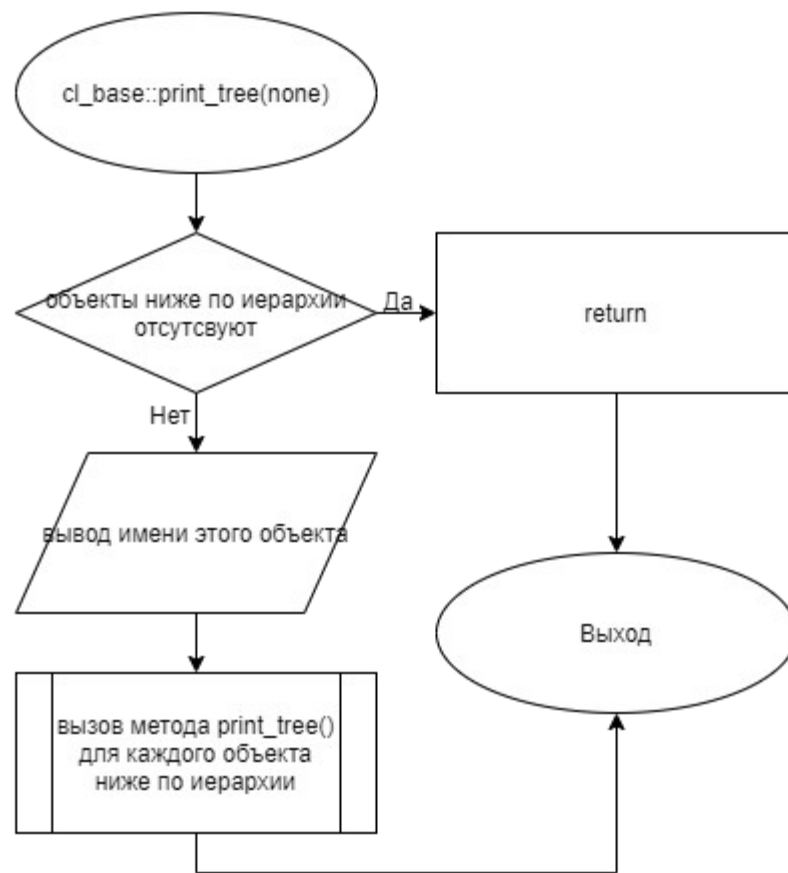 cl_base::print_tree(none)
объекты ниже по иерархии
отсутсвуют
Да
return
Нет
вывод имени этого объекта
Выход
вызов метода print_tree()
для каждого объекта
ниже по иерархии